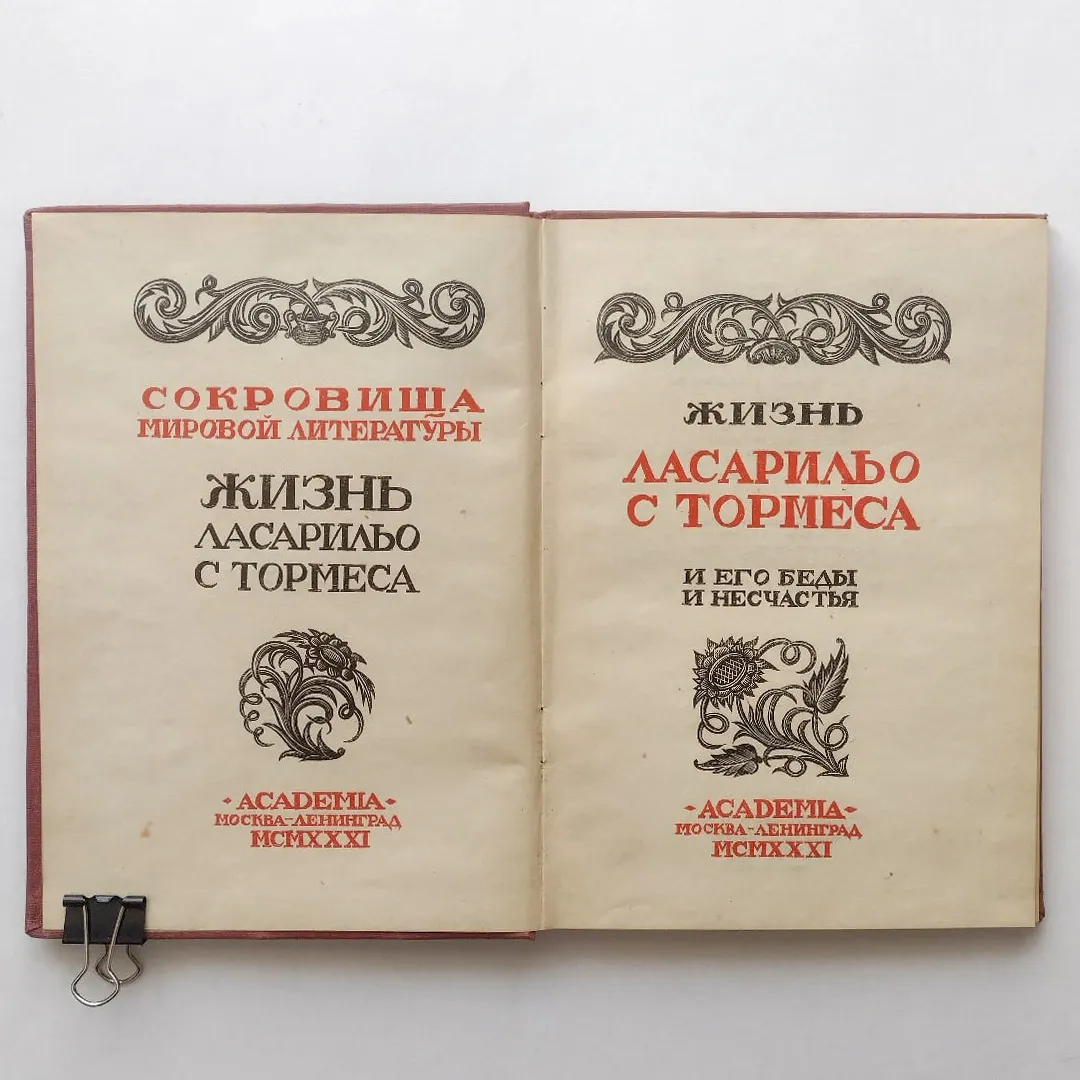 СОКРОВИЩА
МИРОВОЙ ЛИТЕРАТУРЫ
ЖИЗНЬ
ЛАСАРИЛЬО
С ТОРМЕСА
• ACADEMIA •
МОСКВА-ЛЕНИНГРАД
MCMXXXI
ЖИЗНЬ
ЛАСАРИЛЬО
С ТОРМЕСА
И ЕГО БЕДЫ
И НЕСЧАСТЬЯ
• ACADEMIA •
МОСКВА-ЛЕНИНГРАД
MCMXXXI